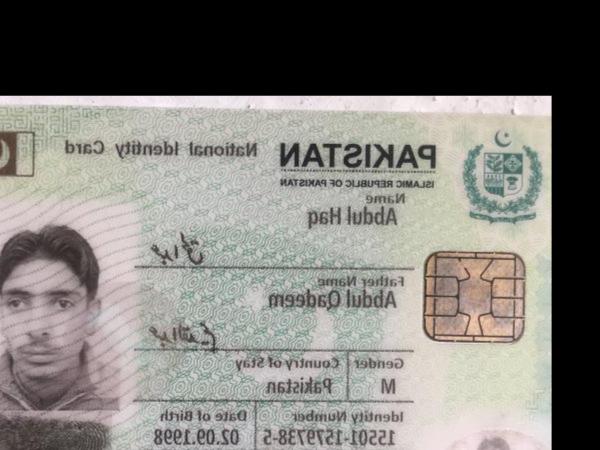 PAKISTAN National Identity Card
ISLAMIC REPUBLIC OF PAKISTAN
Name
Abdul Haq
Father Name
Abdul Qadeem
Gender Country of Stay
M Pakistan
Identity Number Date of Birth
15501-1579738-5 02.09.1998